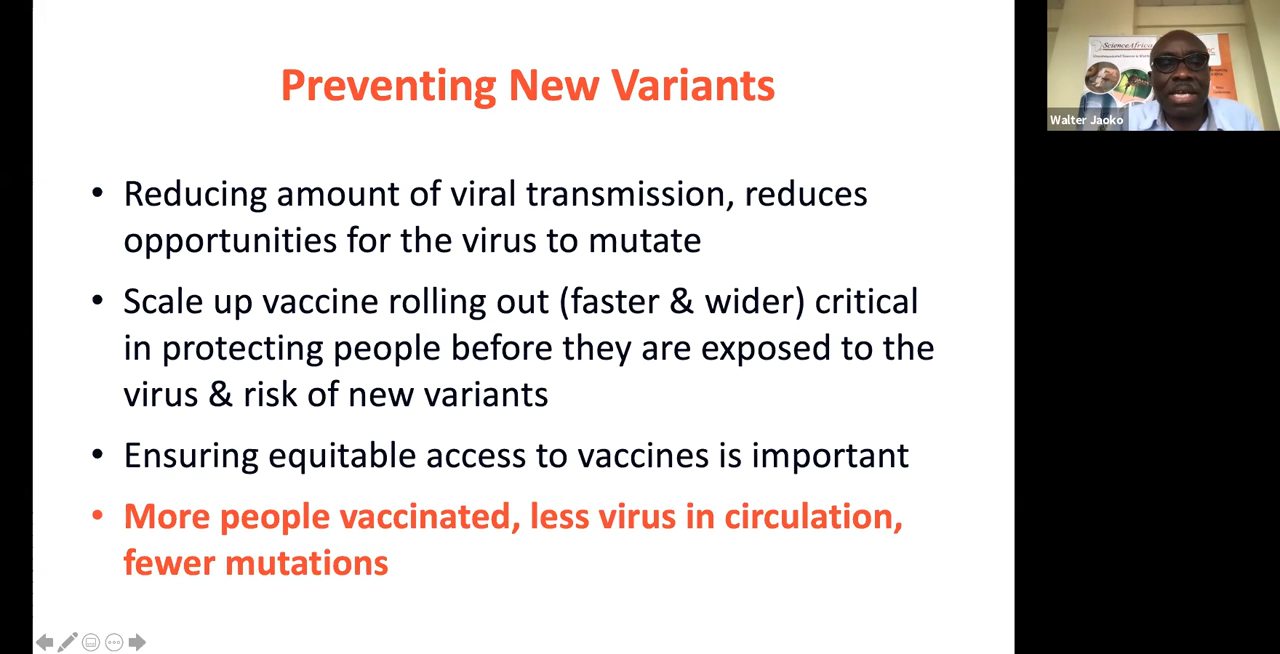 Preventing New Variants
• Reducing amount of viral transmission, reduces
opportunities for the virus to mutate
• Scale up vaccine rolling out (faster & wider) critical
in protecting people before they are exposed to the
virus & risk of new variants
• Ensuring equitable access to vaccines is important
• More people vaccinated, less virus in circulation,
fewer mutations
ScienceAfrica
Walter Jaoko